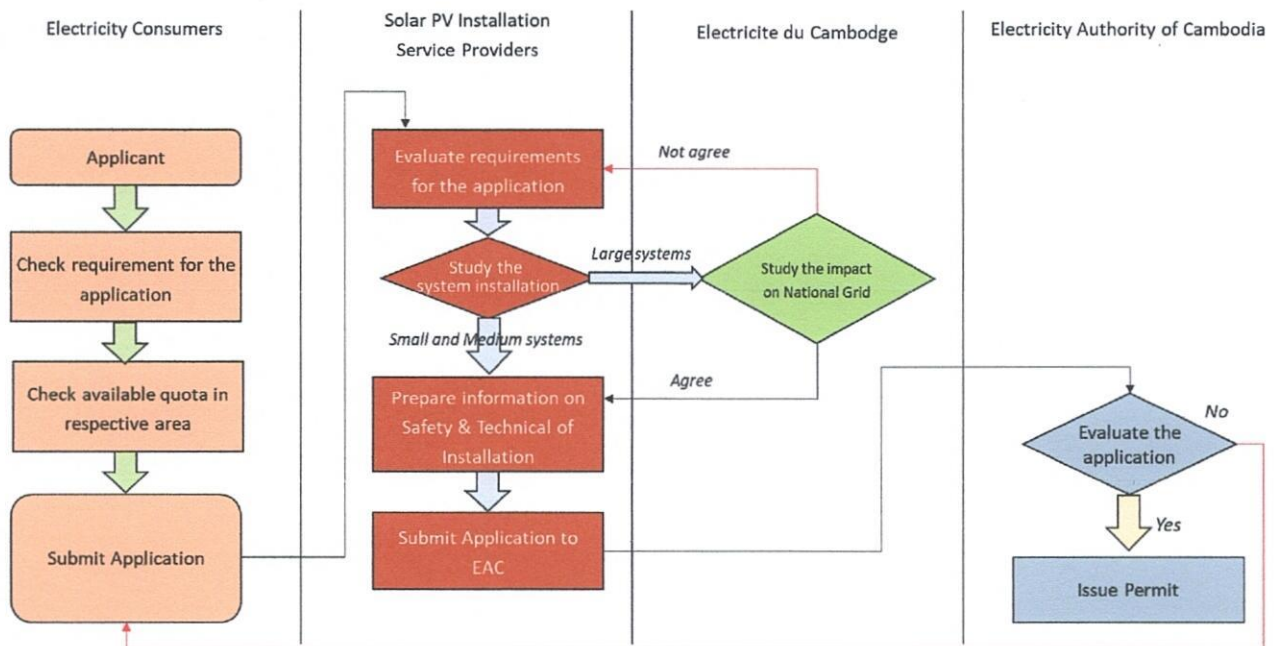 Electricity Consumers
Solar PV Installation
Service Providers
Electricite du Cambodge
Electricity Authority of Cambodia
Applicant
Check requirement for the
application
Check available quota in
respective area
Submit Application
Evaluate requirements
for the application
Study the
system installation
Large systems
Small and Medium systems
Prepare information on
Safety & Technical of
Installation
Submit Application to
EAC
Not agree
Study the impact
on National Grid
Agree
Evaluate the
application
No
Yes
Issue Permit